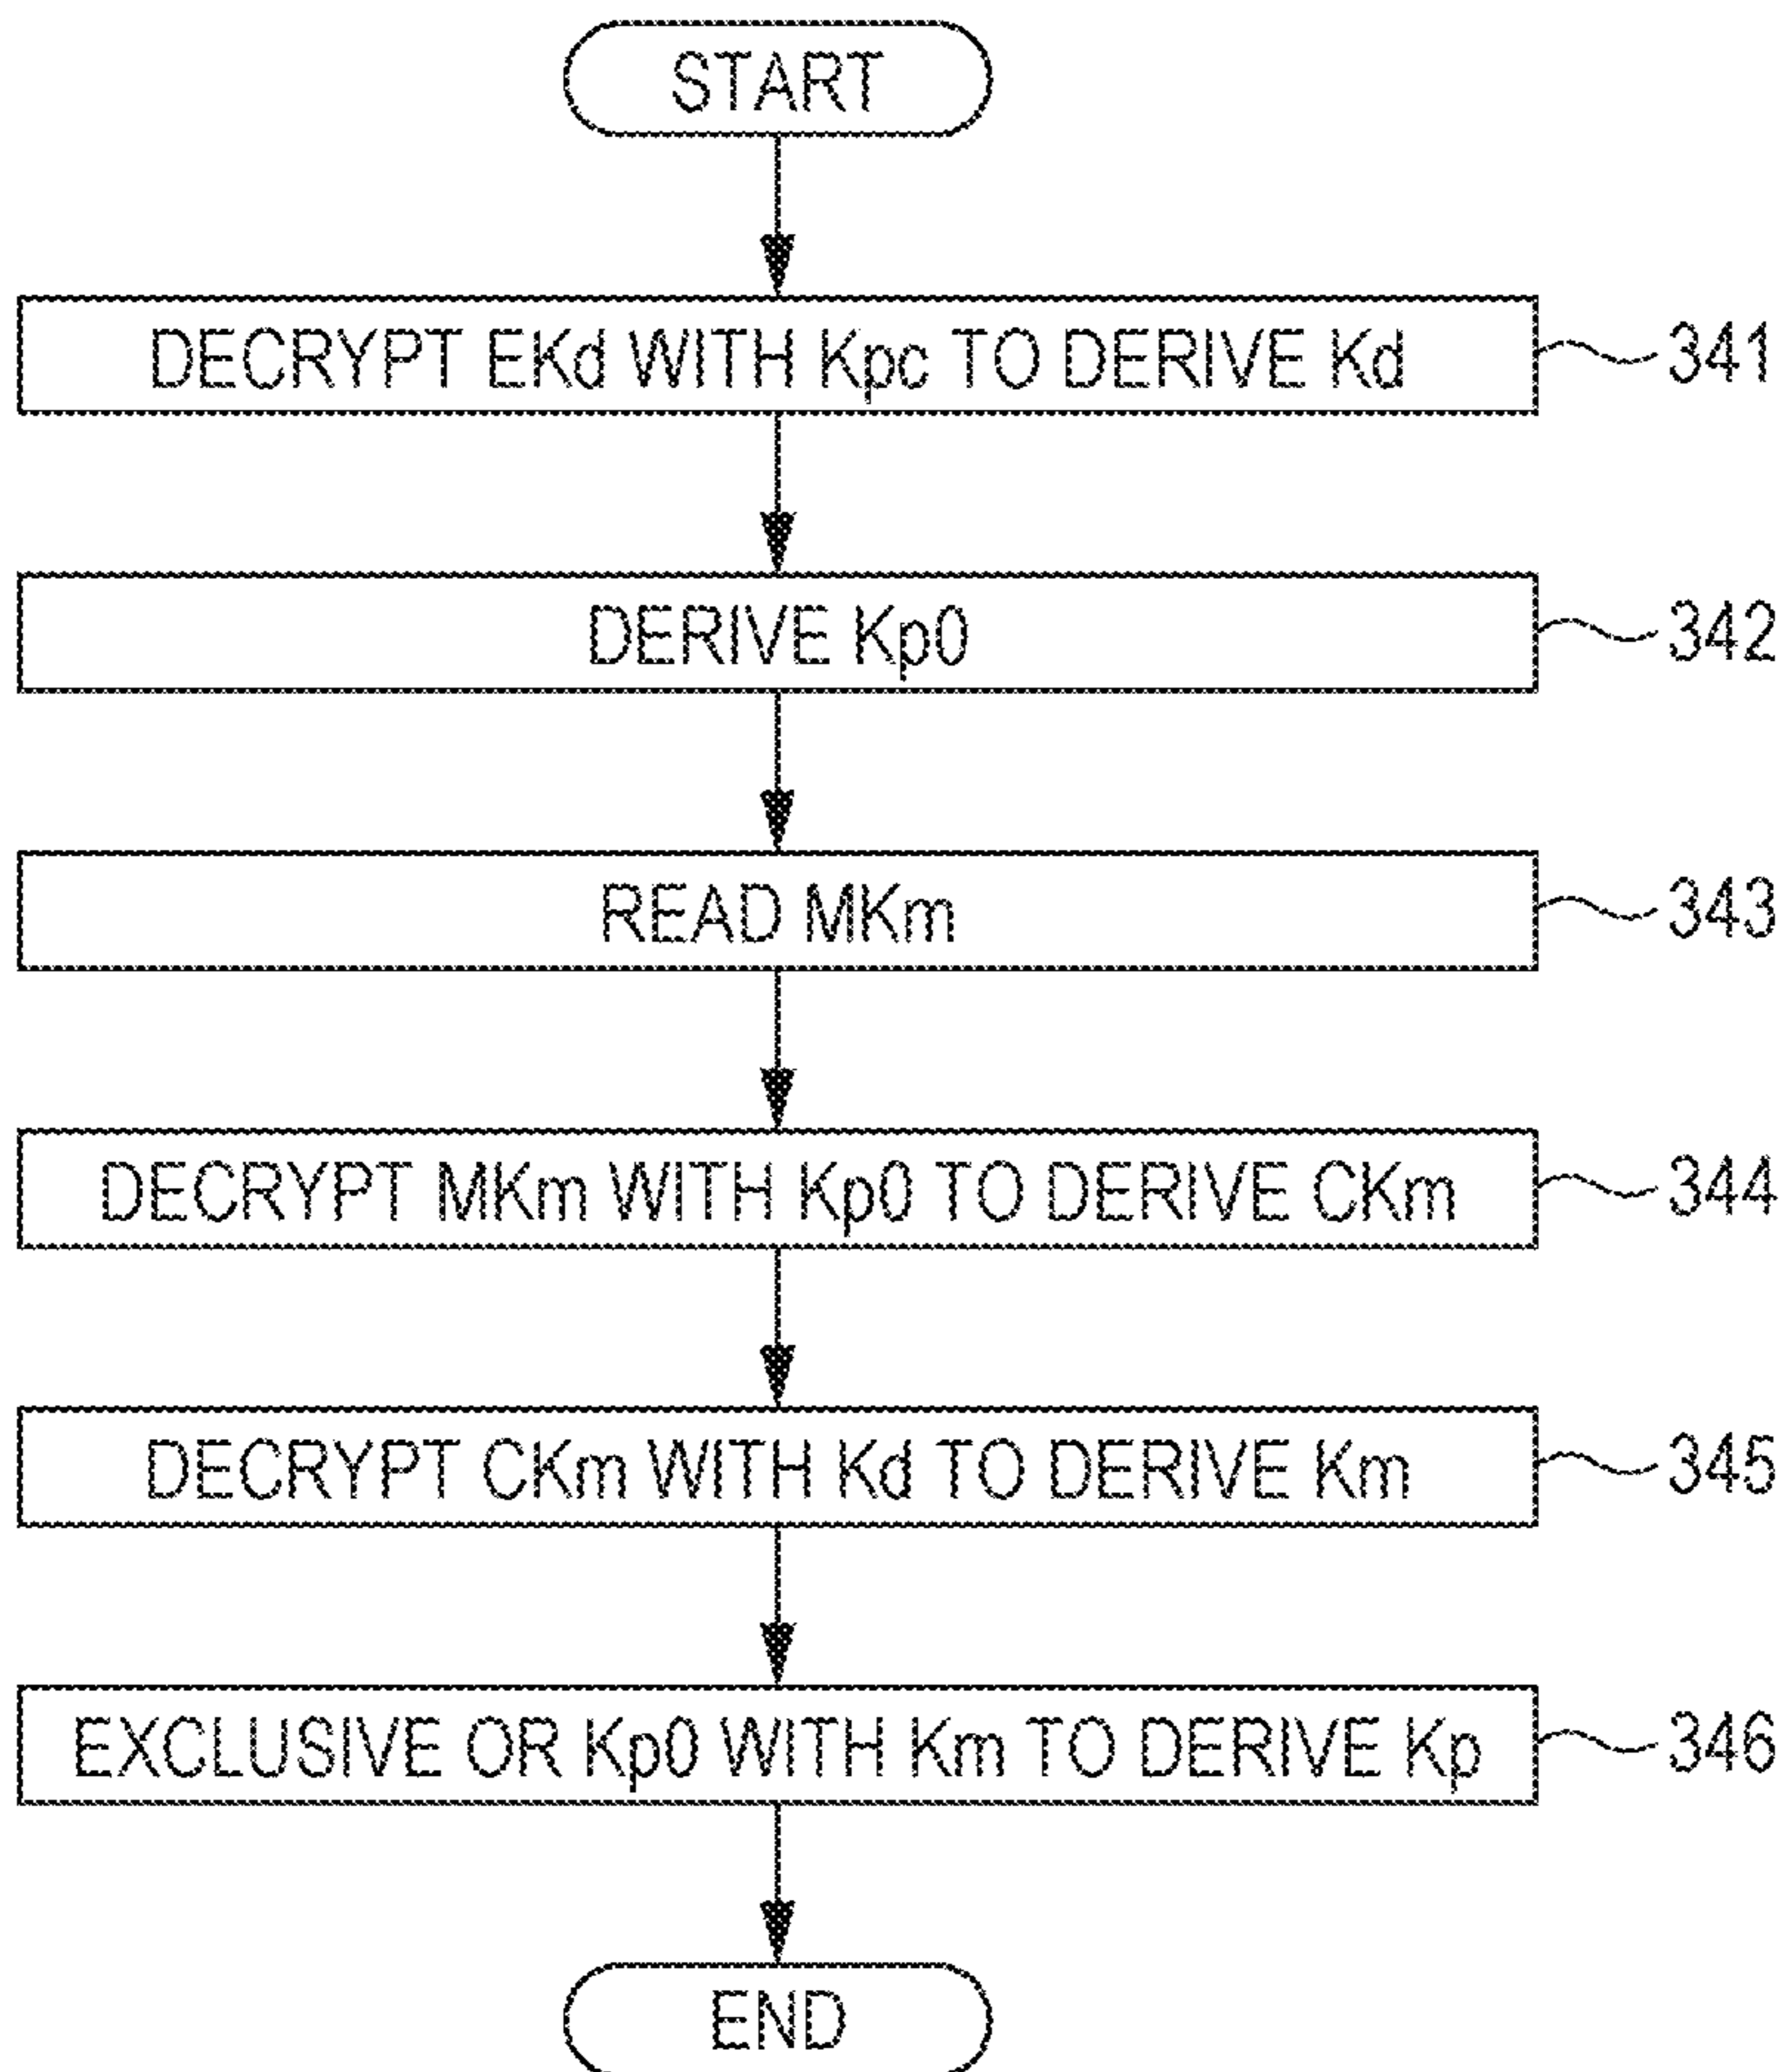 START
DECRYPT EKd WITH Kpc TO DERIVE Kd 341
DERIVE Kp0 342
READ MKm 343
DECRYPT MKm WITH Kp0 TO DERIVE CKm 344
DECRYPT CKm WITH Kd TO DERIVE Km 345
EXCLUSIVE OR Kp0 WITH Km TO DERIVE Kp 346
END